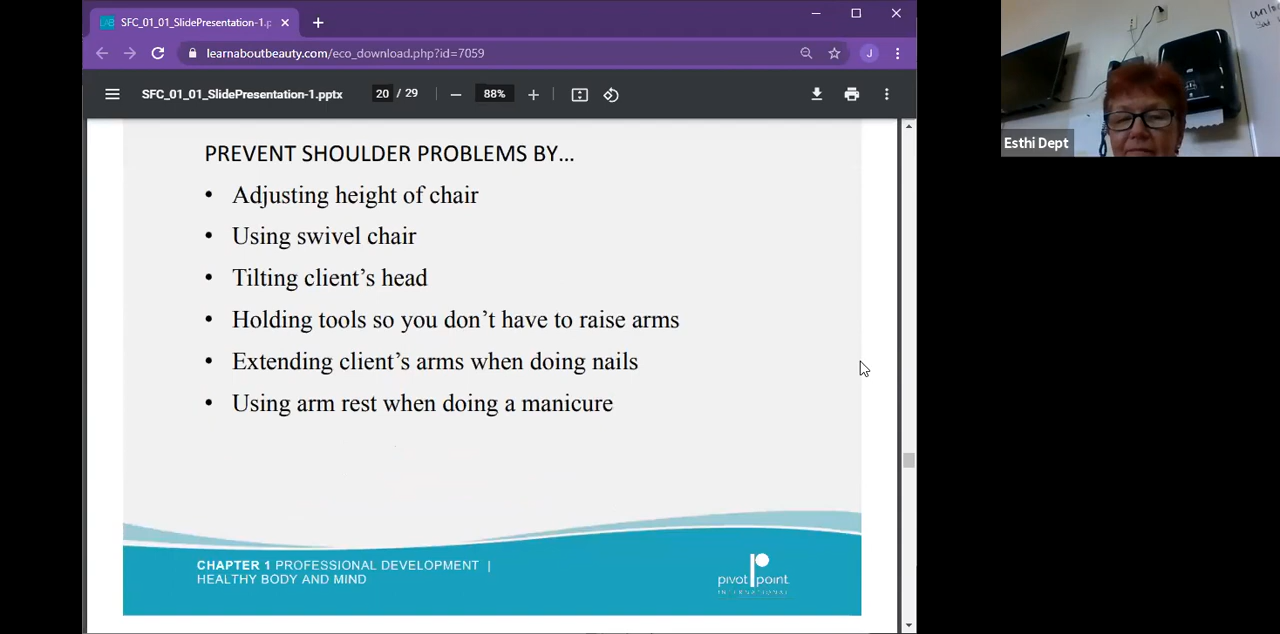 SFC_01_01_SlidePresentation-1.p
learnaboutbeauty.com/eco_download.php?id=7059
J
SFC_01_01_SlidePresentation-1.pptx
20 / 29
88%
PREVENT SHOULDER PROBLEMS BY...
• Adjusting height of chair
• Using swivel chair
• Tilting client’s head
• Holding tools so you don’t have to raise arms
• Extending client’s arms when doing nails
• Using arm rest when doing a manicure
CHAPTER 1 PROFESSIONAL DEVELOPMENT |
HEALTHY BODY AND MIND
pivot point
INTERNATIONAL
Esthi Dept